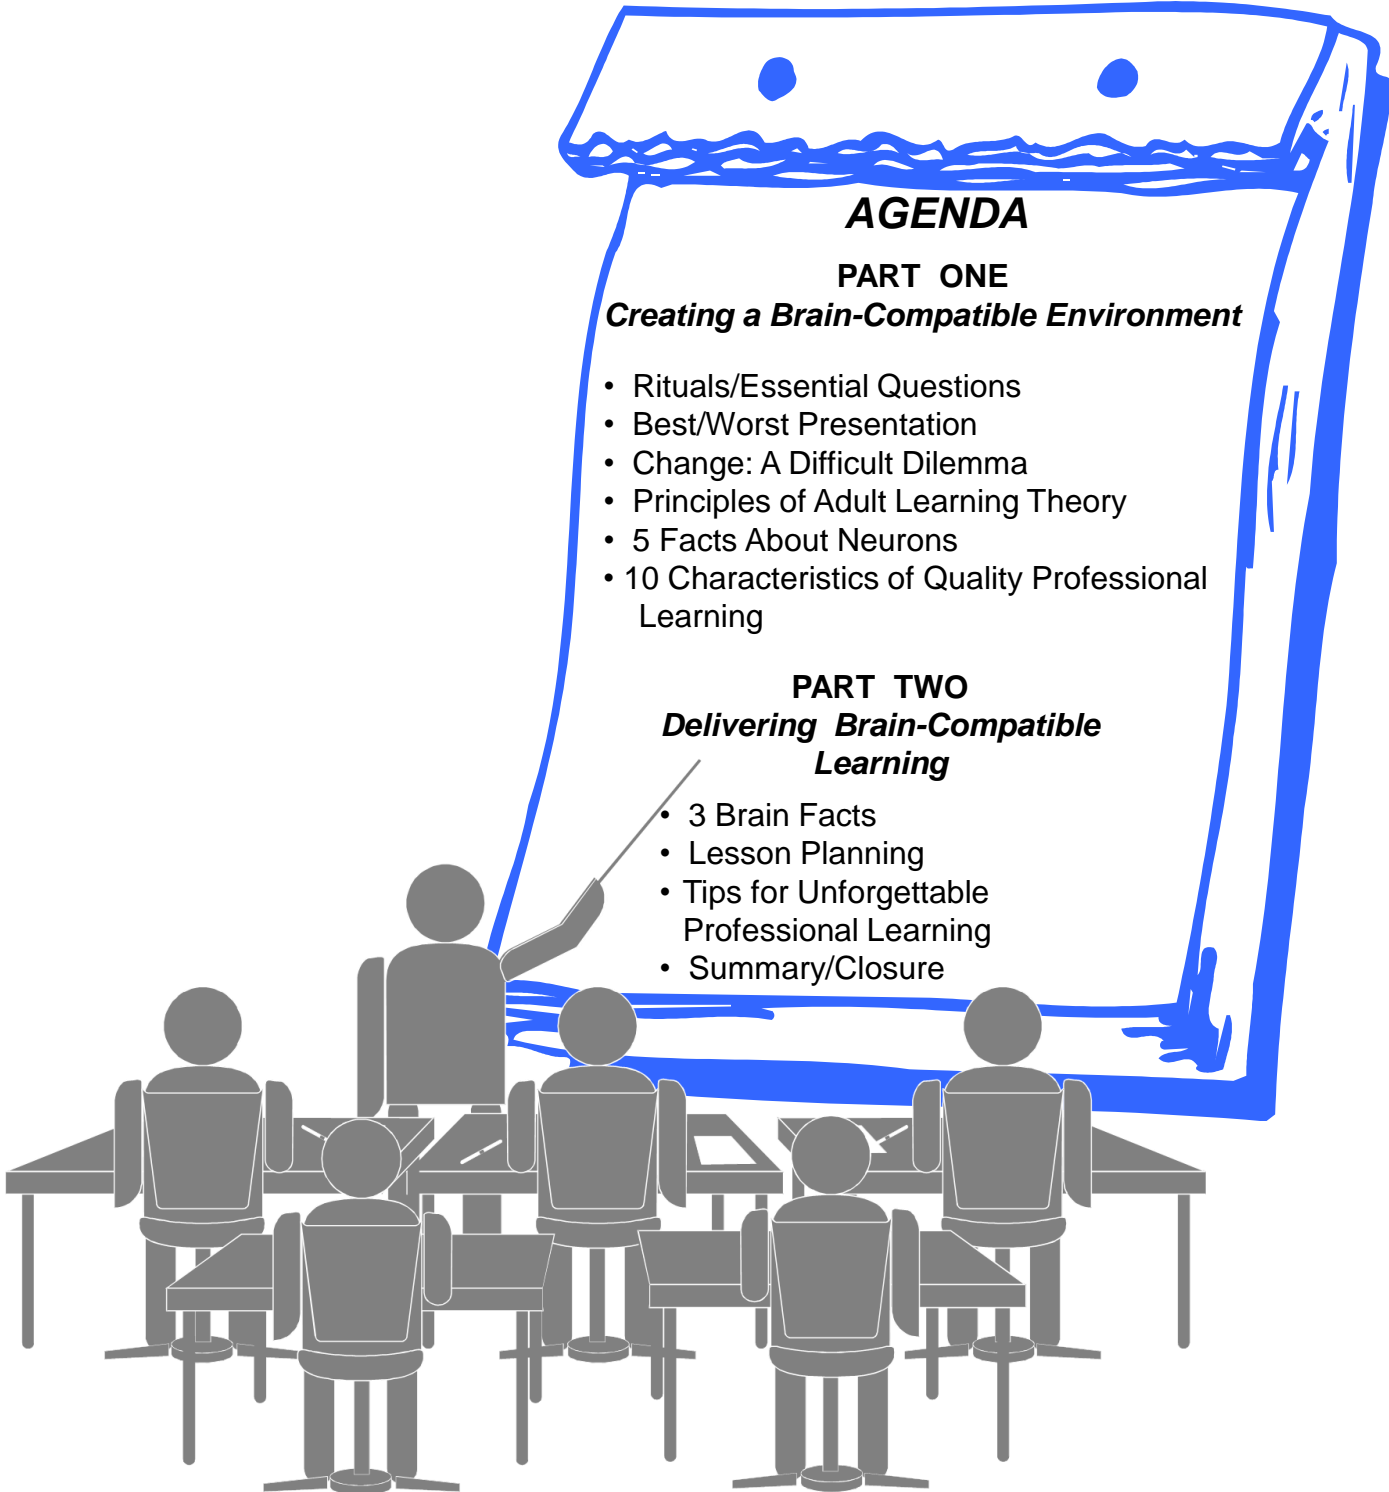 AGENDA
PART ONE
Creating a Brain-Compatible Environment
• Rituals/Essential Questions
• Best/Worst Presentation
• Change: A Difficult Dilemma
• Principles of Adult Learning Theory
• 5 Facts About Neurons
• 10 Characteristics of Quality Professional
Learning
PART TWO
Delivering Brain-Compatible
Learning
• 3 Brain Facts
• Lesson Planning
• Tips for Unforgettable
Professional Learning
• Summary/Closure